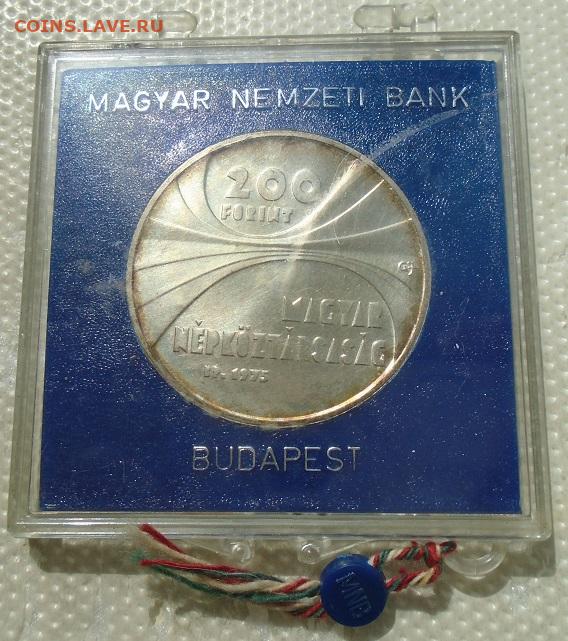 COINS.LAVE.RU
MAGYAR NEMZETI BANK
200
FORINT
MAGYAR
NÉPKÖZTÁRSASÁG
BP. 1975
BUDAPEST
MNB